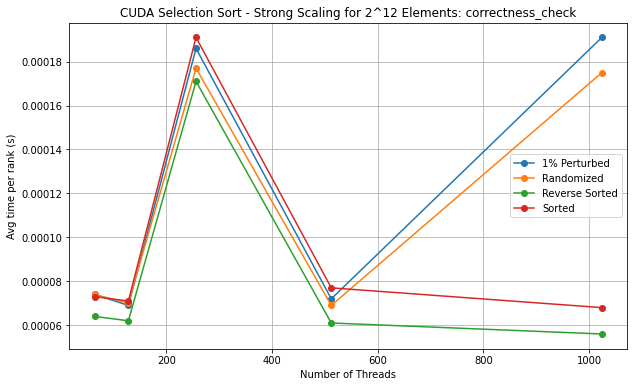 CUDA Selection Sort - Strong Scaling for 2^12 Elements: correctness_check
Avg time per rank (s)
0.00018
0.00016
0.00014
0.00012
0.00010
0.00008
0.00006
1% Perturbed
Randomized
Reverse Sorted
Sorted
200
400
600
800
1000
Number of Threads